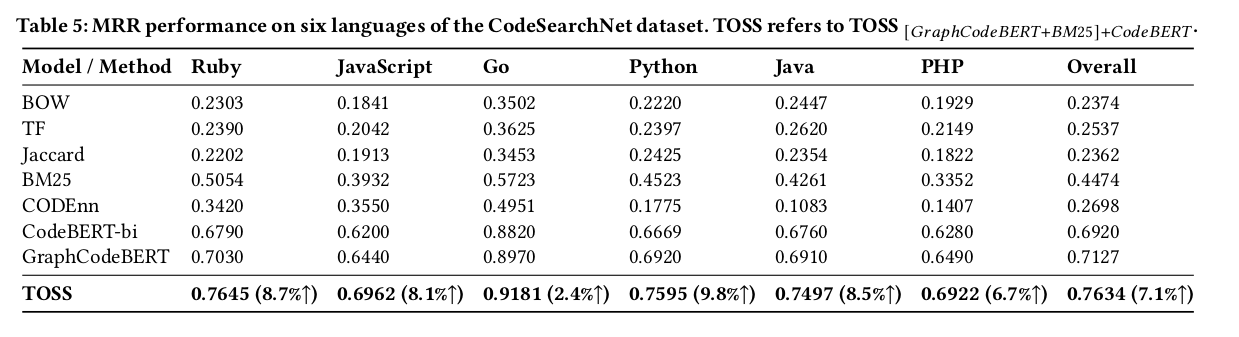 Table 5: MRR performance on six languages of the CodeSearchNet dataset. TOSS refers to TOSS [GraphCodeBERT+BM25]+CodeBERT.
Model / Method Ruby JavaScript Go Python Java PHP Overall
BOW 0.2303 0.1841 0.3502 0.2220 0.2447 0.1929 0.2374
TF 0.2390 0.2042 0.3625 0.2397 0.2620 0.2149 0.2537
Jaccard 0.2202 0.1913 0.3453 0.2425 0.2354 0.1822 0.2362
BM25 0.5054 0.3932 0.5723 0.4523 0.4261 0.3352 0.4474
CODEnn 0.3420 0.3550 0.4951 0.1775 0.1083 0.1407 0.2698
CodeBERT-bi 0.6790 0.6200 0.8820 0.6669 0.6760 0.6280 0.6920
GraphCodeBERT 0.7030 0.6440 0.8970 0.6920 0.6910 0.6490 0.7127
TOSS 0.7645 (8.7%↑) 0.6962 (8.1%↑) 0.9181 (2.4%↑) 0.7595 (9.8%↑) 0.7497 (8.5%↑) 0.6922 (6.7%↑) 0.7634 (7.1%↑)